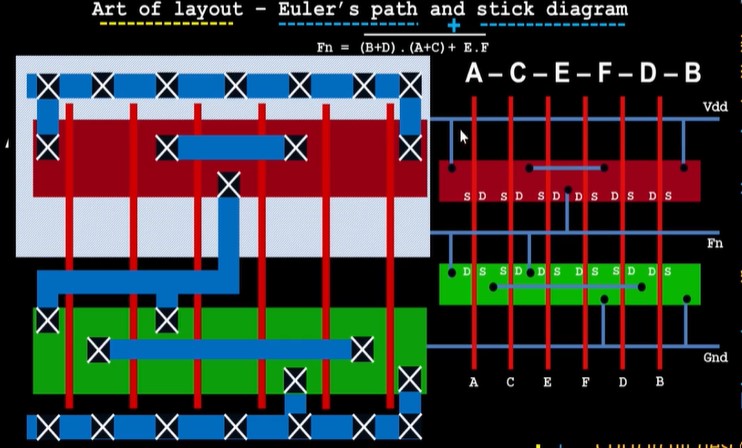 Art of layout – Euler's path and stick diagram
Fn = (B+D).(A+C)+ E.F
A-C-E-F-D-B
Vdd
S D S D S D S D S D D S
Fn
D S S D D S D S S D D S
Gnd
A C E F D B